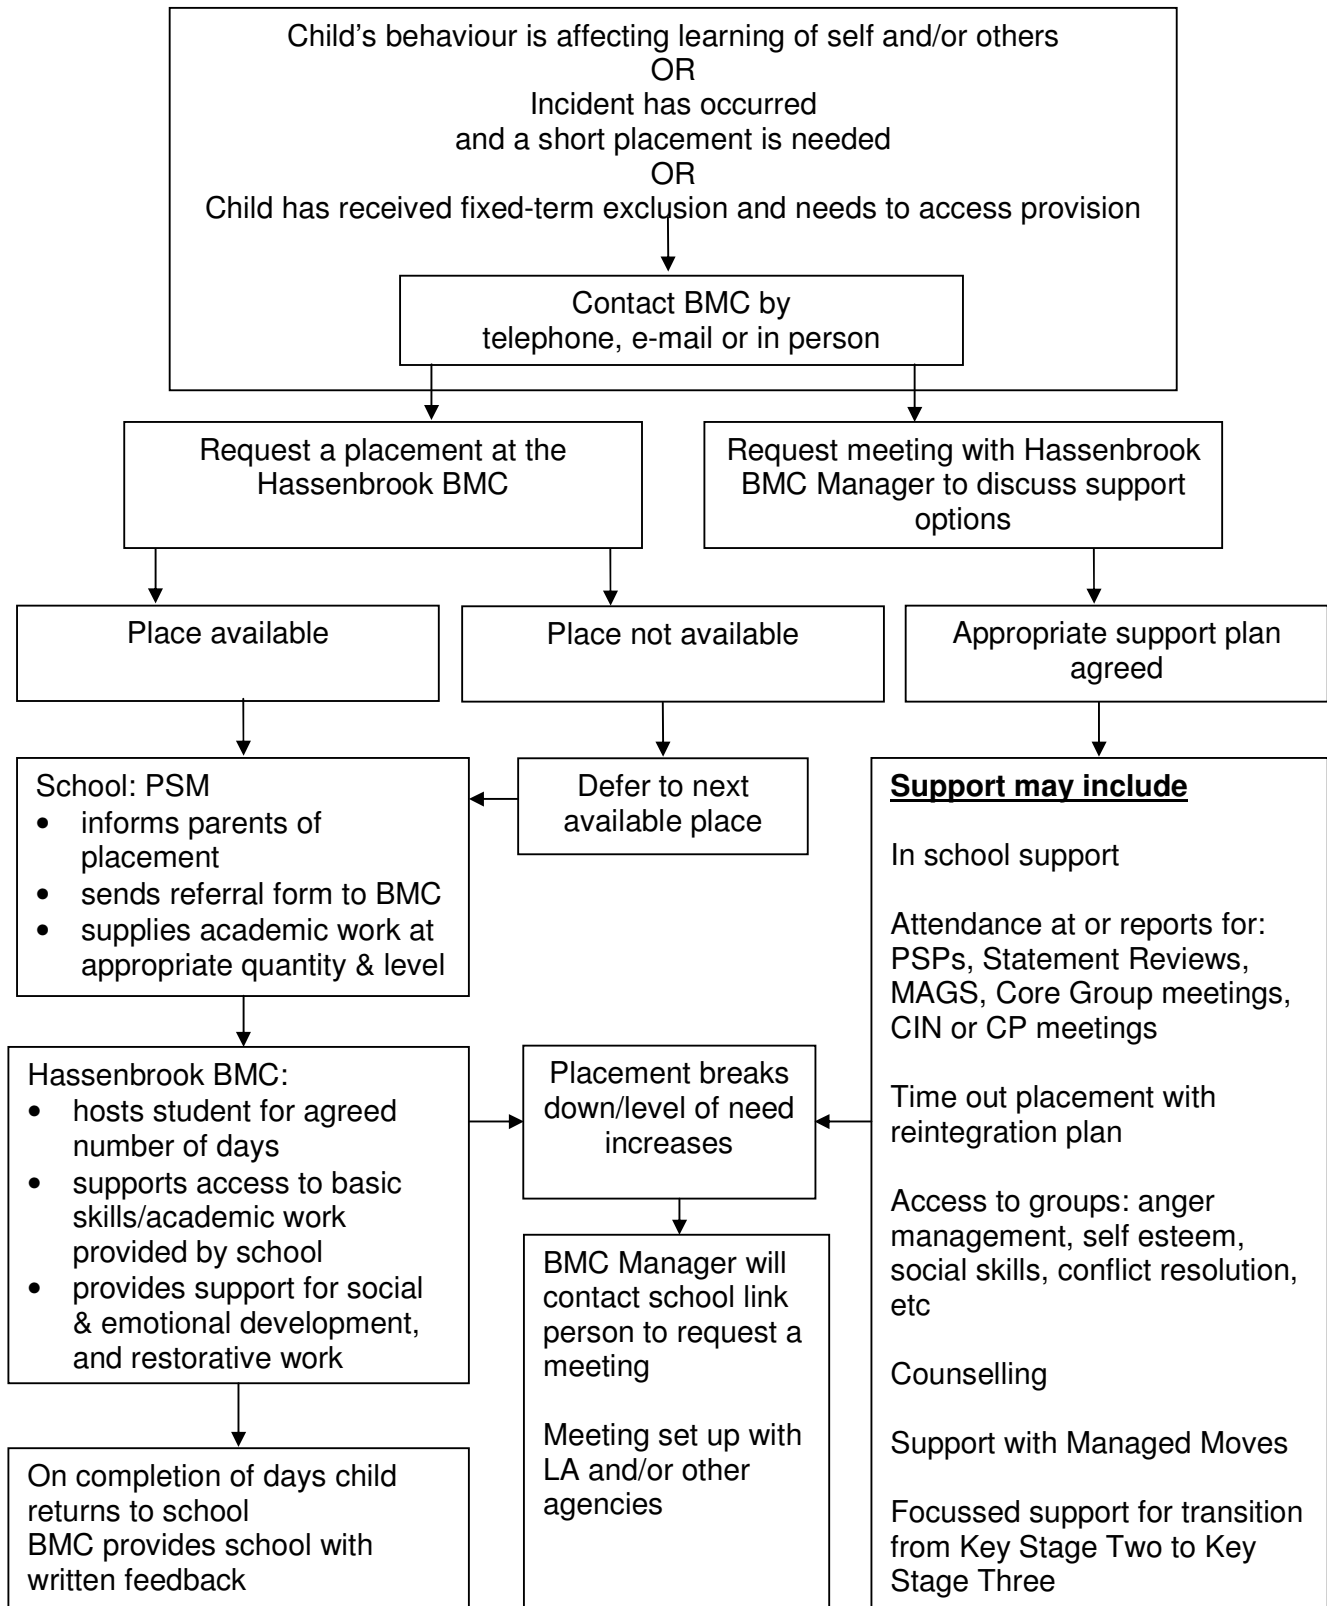 Child’s behaviour is affecting learning of self and/or others
OR
Incident has occurred
and a short placement is needed
OR
Child has received fixed-term exclusion and needs to access provision
Contact BMC by
telephone, e-mail or in person
Request a placement at the
Hassenbrook BMC
Request meeting with Hassenbrook
BMC Manager to discuss support
options
Place available
Place not available
Appropriate support plan
agreed
School: PSM
• informs parents of
placement
• sends referral form to BMC
• supplies academic work at
appropriate quantity & level
Defer to next
available place
Support may include
In school support
Attendance at or reports for:
PSPs, Statement Reviews,
MAGS, Core Group meetings,
CIN or CP meetings
Time out placement with
reintegration plan
Access to groups: anger
management, self esteem,
social skills, conflict resolution,
etc
Counselling
Support with Managed Moves
Focussed support for transition
from Key Stage Two to Key
Stage Three
Hassenbrook BMC:
• hosts student for agreed
number of days
• supports access to basic
skills/academic work
provided by school
• provides support for social
& emotional development,
and restorative work
Placement breaks
down/level of need
increases
BMC Manager will
contact school link
person to request a
meeting
Meeting set up with
LA and/or other
agencies
On completion of days child
returns to school
BMC provides school with
written feedback